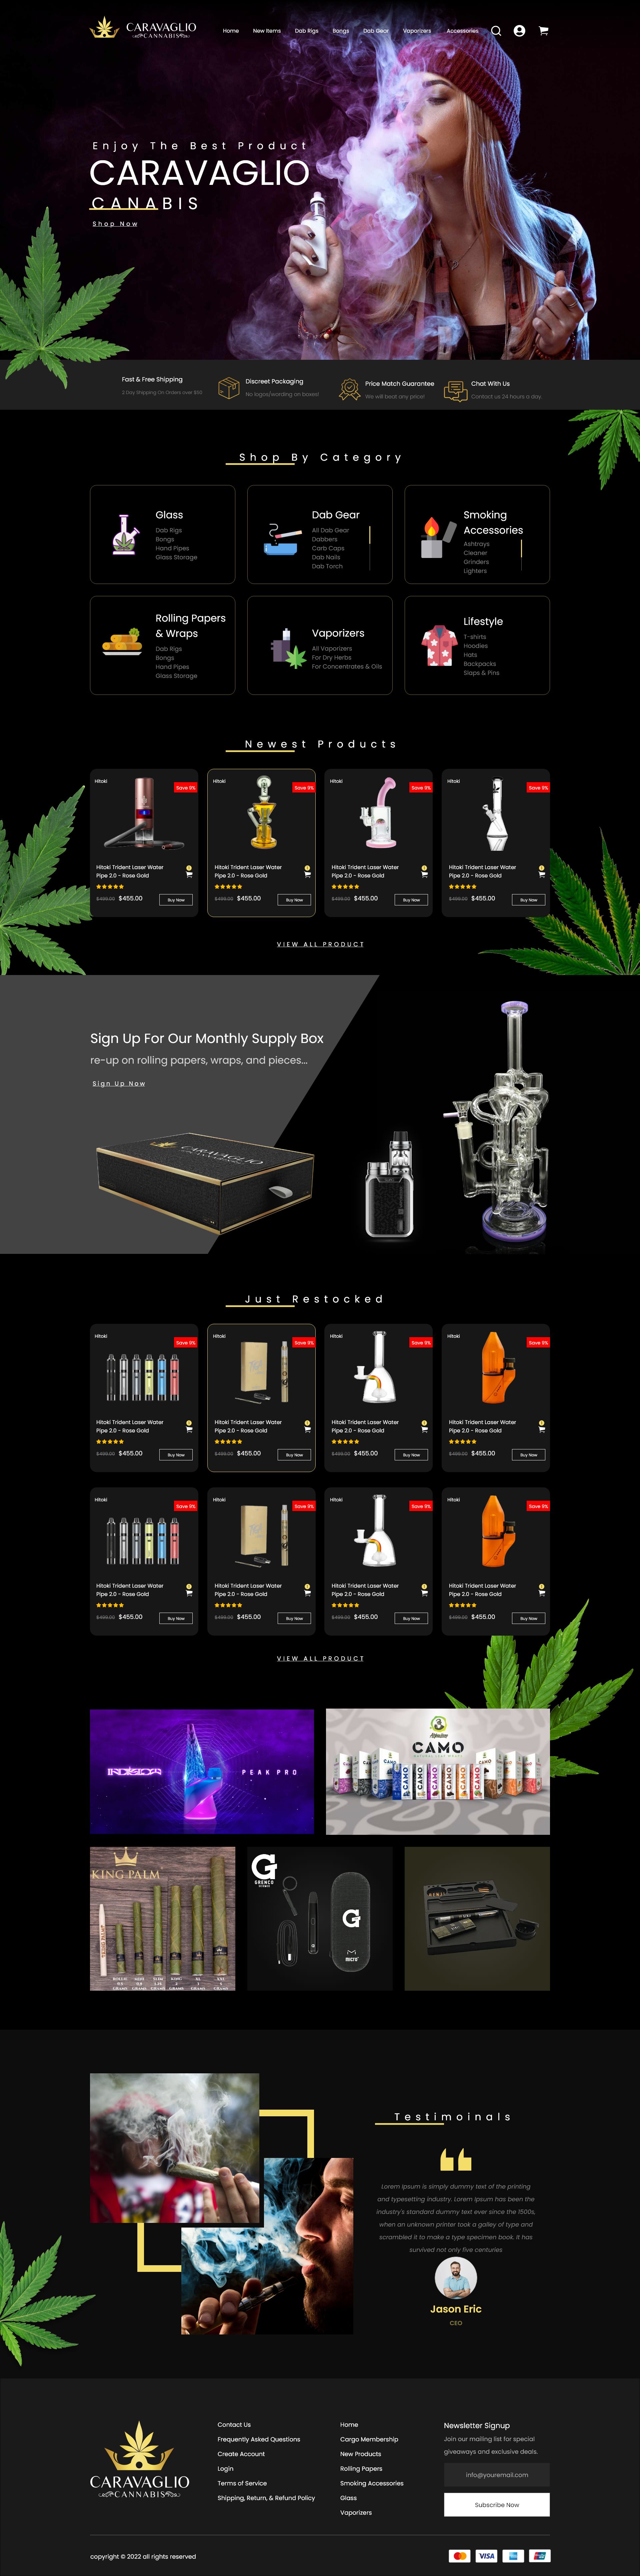 CARAVAGLIO
CANNABIS
Home
New Items
Dab Rigs
Bongs
Dab Gear
Vaporizers
Accessories
Enjoy The Best Product
CARAVAGLIO
CANABIS
Shop Now
Fast & Free Shipping
2 Day Shipping On Orders over $50.
Discreet Packaging
No logos/wording on boxes!
Price Match Guarantee
We will beat any price!
Chat With Us
Contact us 24 hours a day.
Shop By Category
Glass
Dab Rigs
Bongs
Hand Pipes
Glass Storage
Dab Gear
All Dab Gear
Dabbers
Carb Caps
Dab Nails
Dab Torch
Smoking
Accessories
Ashtrays
Cleaner
Grinders
Lighters
Rolling Papers
& Wraps
Dab Rigs
Bongs
Hand Pipes
Glass Storage
Vaporizers
All Vaporizers
For Dry Herbs
For Concentrates & Oils
Lifestyle
T-shirts
Hoodies
Hats
Backpacks
Slaps & Pins
Newest Products
Hitoki
Save 9%
Hitoki Trident Laser Water
Pipe 2.0 - Rose Gold
$499.00 $455.00
Buy Now
Hitoki
Save 9%
Hitoki Trident Laser Water
Pipe 2.0 - Rose Gold
$499.00 $455.00
Buy Now
Hitoki
Save 9%
Hitoki Trident Laser Water
Pipe 2.0 - Rose Gold
$499.00 $455.00
Buy Now
Hitoki
Save 9%
Hitoki Trident Laser Water
Pipe 2.0 - Rose Gold
$499.00 $455.00
Buy Now
VIEW ALL PRODUCT
Sign Up For Our Monthly Supply Box
re-up on rolling papers, wraps, and pieces...
Sign Up Now
CARAVAGLIO
Just Restocked
Hitoki
Save 9%
Hitoki Trident Laser Water
Pipe 2.0 - Rose Gold
$499.00 $455.00
Buy Now
Hitoki
Save 9%
Hitoki Trident Laser Water
Pipe 2.0 - Rose Gold
$499.00 $455.00
Buy Now
Hitoki
Save 9%
Hitoki Trident Laser Water
Pipe 2.0 - Rose Gold
$499.00 $455.00
Buy Now
Hitoki
Save 9%
Hitoki Trident Laser Water
Pipe 2.0 - Rose Gold
$499.00 $455.00
Buy Now
Hitoki
Save 9%
Hitoki Trident Laser Water
Pipe 2.0 - Rose Gold
$499.00 $455.00
Buy Now
Hitoki
Save 9%
Hitoki Trident Laser Water
Pipe 2.0 - Rose Gold
$499.00 $455.00
Buy Now
Hitoki
Save 9%
Hitoki Trident Laser Water
Pipe 2.0 - Rose Gold
$499.00 $455.00
Buy Now
Hitoki
Save 9%
Hitoki Trident Laser Water
Pipe 2.0 - Rose Gold
$499.00 $455.00
Buy Now
VIEW ALL PRODUCT
PEAK PRO
CAMO
KING PALM
G
GRENCO
G
MICRO
Testimoinals
Lorem Ipsum is simply dummy text of the printing
and typesetting industry. Lorem Ipsum has been the
industry's standard dummy text ever since the 1500s,
when an unknown printer took a galley of type and
scrambled it to make a type specimen book. It has
survived not only five centuries
Jason Eric
CEO
CARAVAGLIO
CANNABIS
Contact Us
Frequently Asked Questions
Create Account
Login
Terms of Service
Shipping, Return, & Refund Policy
Home
Cargo Membership
New Products
Rolling Papers
Smoking Accessories
Glass
Vaporizers
Newsletter Signup
Join our mailing list for special
giveaways and exclusive deals.
info@youremail.com
Subscribe Now
copyright © 2022 all rights reserved
VISA